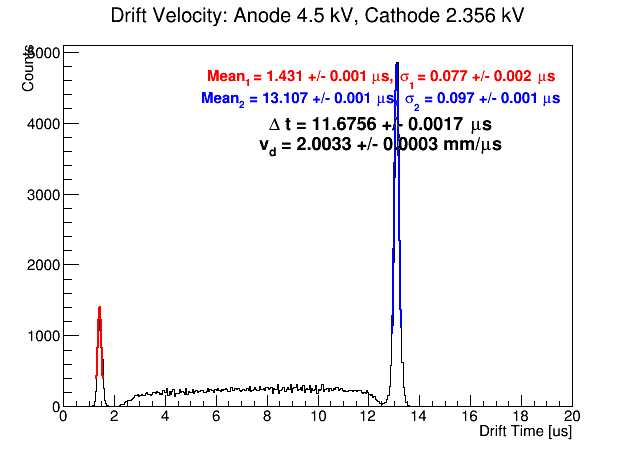 Drift Velocity: Anode 4.5 kV, Cathode 2.356 kV
Counts
5000
4000
3000
2000
1000
0
Mean1 = 1.431 +/- 0.001 μs, σ1 = 0.077 +/- 0.002 μs
Mean2 = 13.107 +/- 0.001 μs, σ2 = 0.097 +/- 0.001 μs
Δ t = 11.6756 +/- 0.0017 μs
vd = 2.0033 +/- 0.0003 mm/μs
0 2 4 6 8 10 12 14 16 18 20
Drift Time [us]